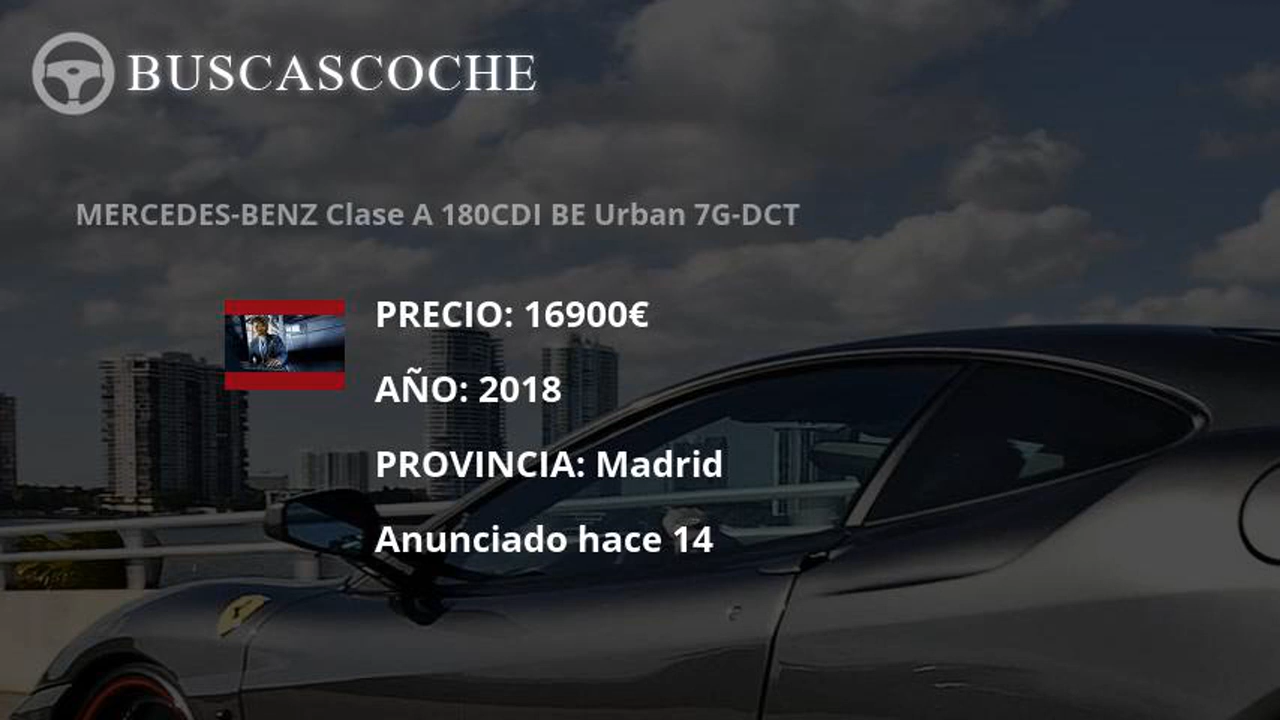 BUSCASCOCHE
MERCEDES-BENZ Clase A 180CDI BE Urban 7G-DCT
PRECIO: 16900€
AÑO: 2018
PROVINCIA: Madrid
Anunciado hace 14